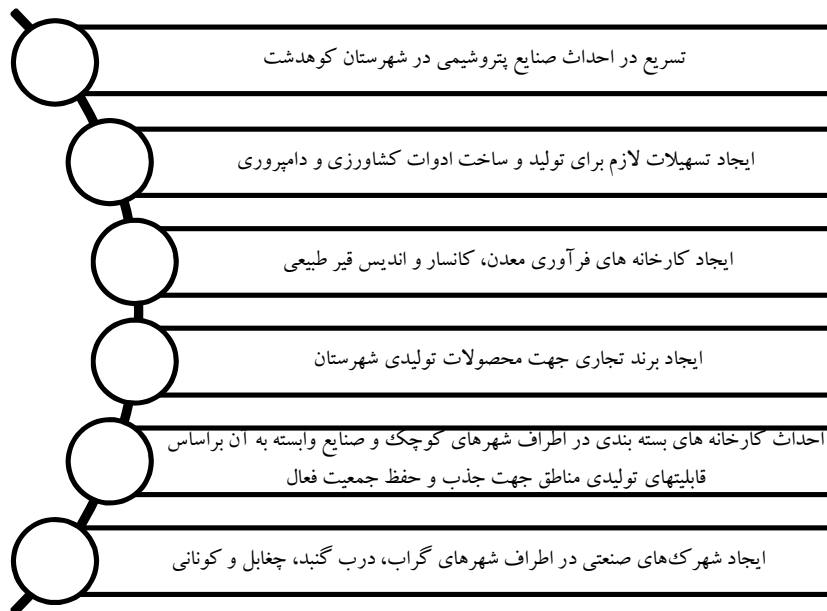 تسریع در احداث صنایع پتروشیمی در شهرستان کوهدشت
ایجاد تسهیلات لازم برای تولید و ساخت ادوات کشاورزی و دامپروری
ایجاد کارخانه های فرآوری معدن، کانسار و اندیس قیر طبیعی
ایجاد برند تجاری جهت محصولات تولیدی شهرستان
احداث کارخانه های بسته بندی در اطراف شهرهای کوچک و صنایع وابسته به آن براساس
قابلیتهای تولیدی مناطق جهت جذب و حفظ جمعیت فعال
ایجاد شهرک‌های صنعتی در اطراف شهرهای گراب، درب گنبد، چغابل و کونانی